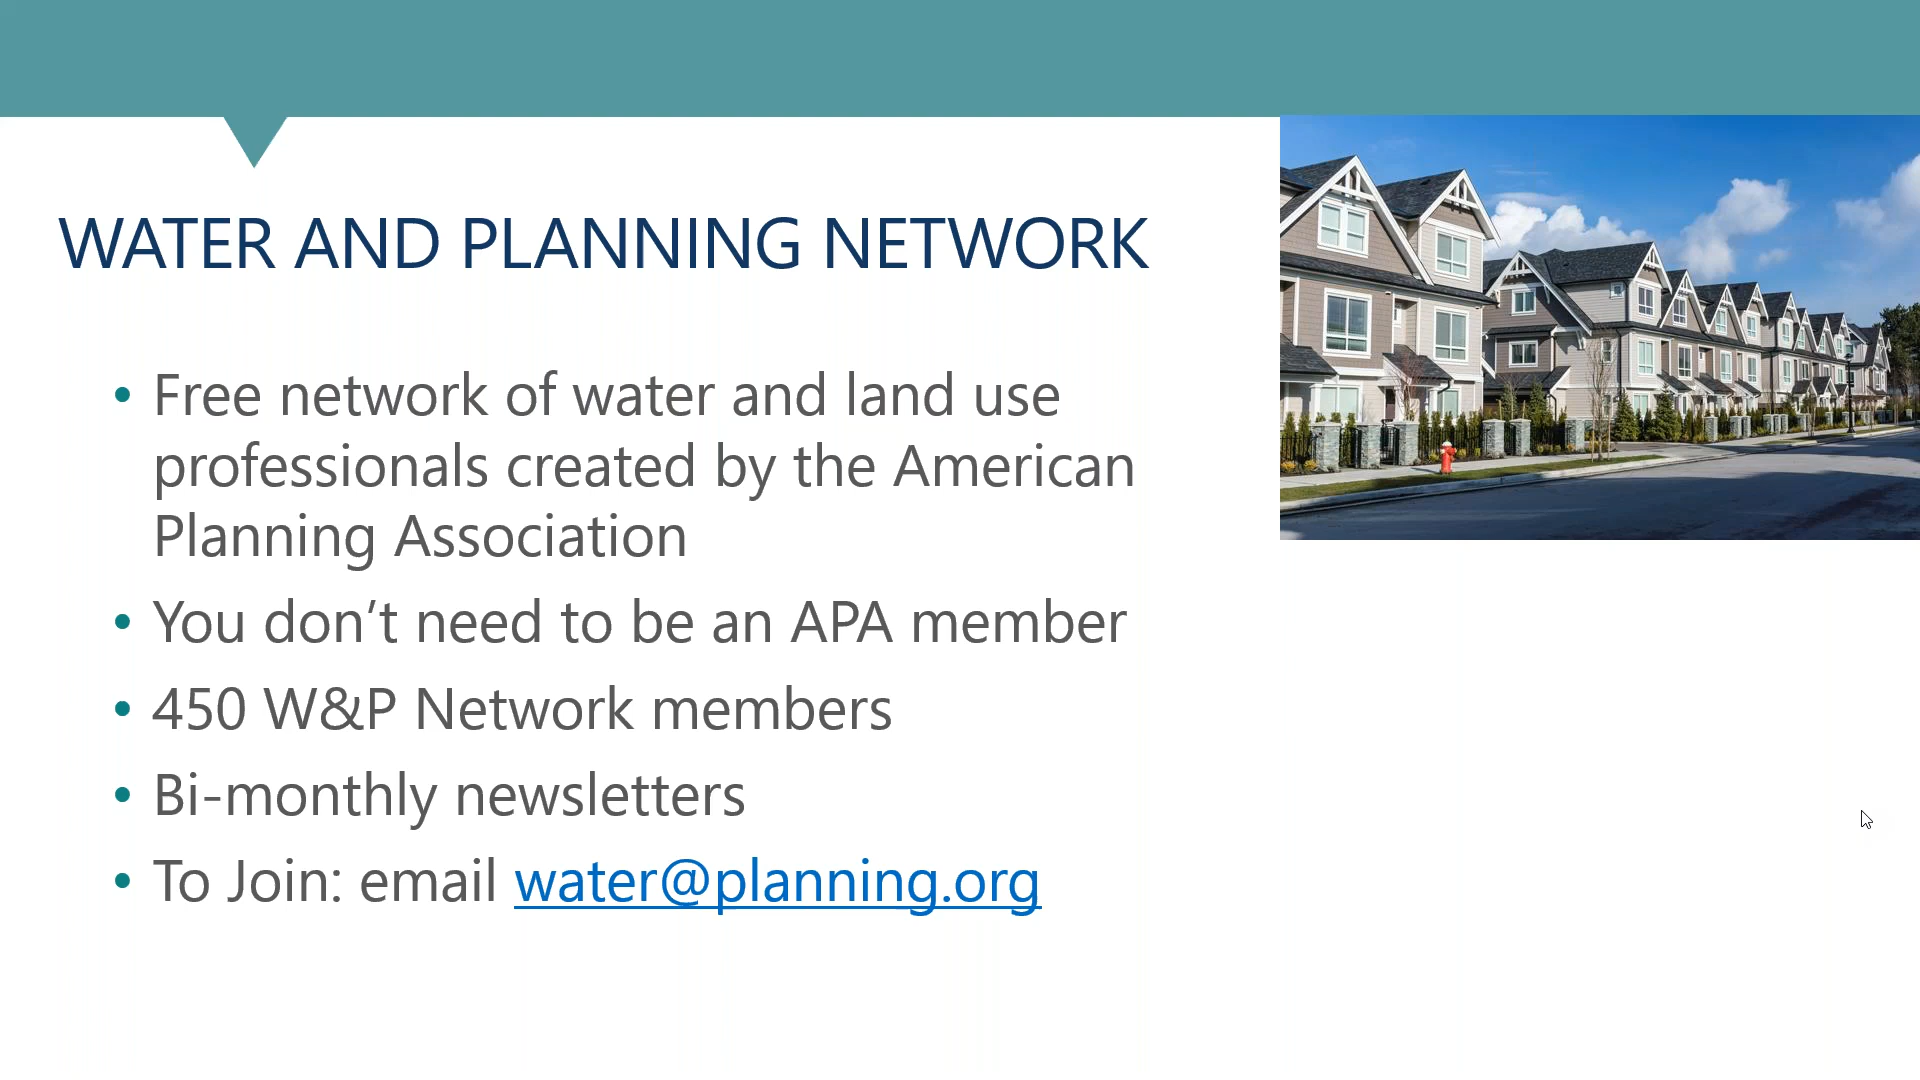 WATER AND PLANNING NETWORK
• Free network of water and land use
professionals created by the American
Planning Association
• You don’t need to be an APA member
• 450 W&P Network members
• Bi-monthly newsletters
• To Join: email water@planning.org